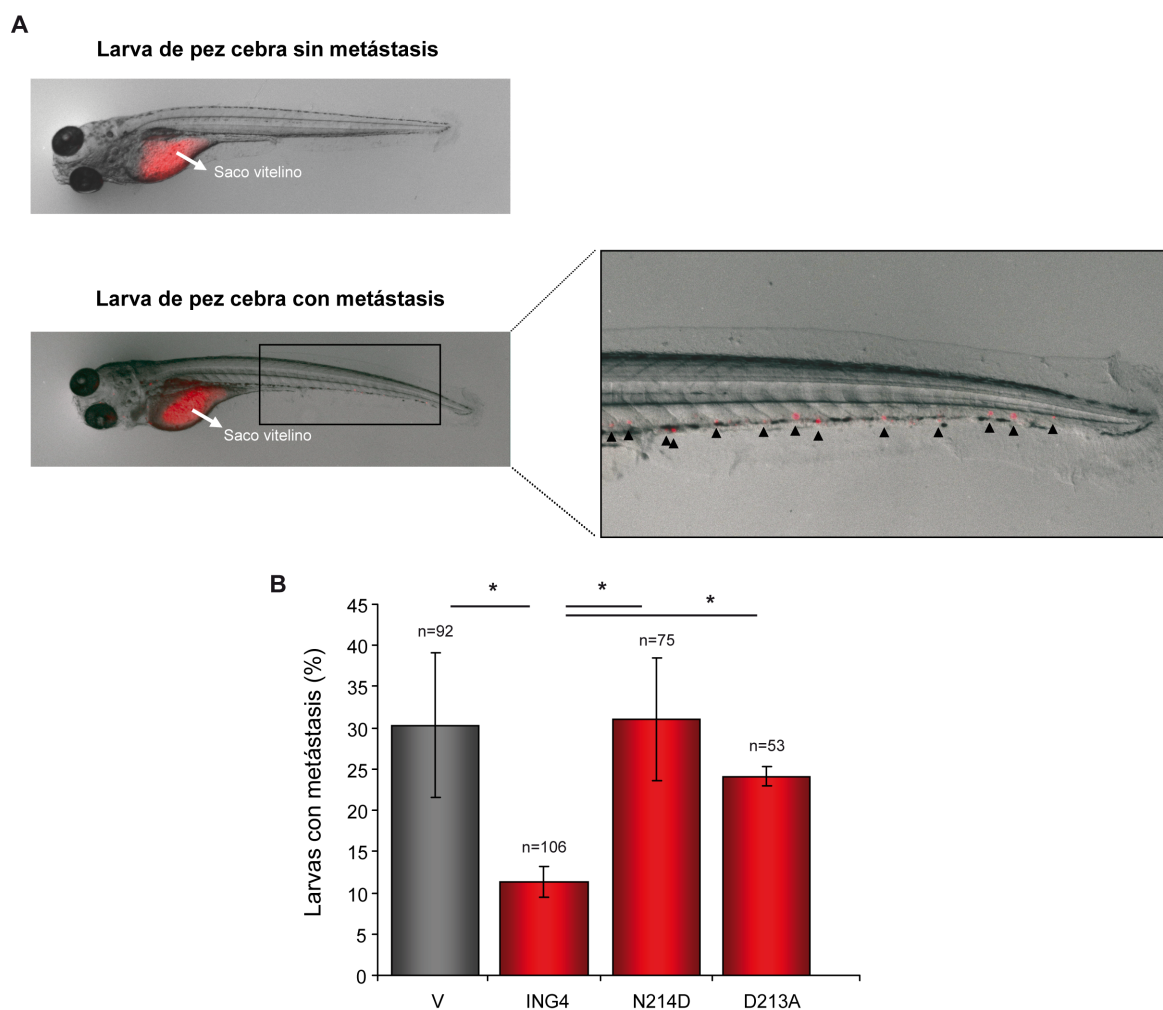 A
Larva de pez cebra sin metástasis
Saco vitelino
Larva de pez cebra con metástasis
Saco vitelino
B
* * *
Larvas con metástasis (%)
45
40
35
30
25
20
15
10
5
0
n=92
n=106
n=75
n=53
V ING4 N214D D213A